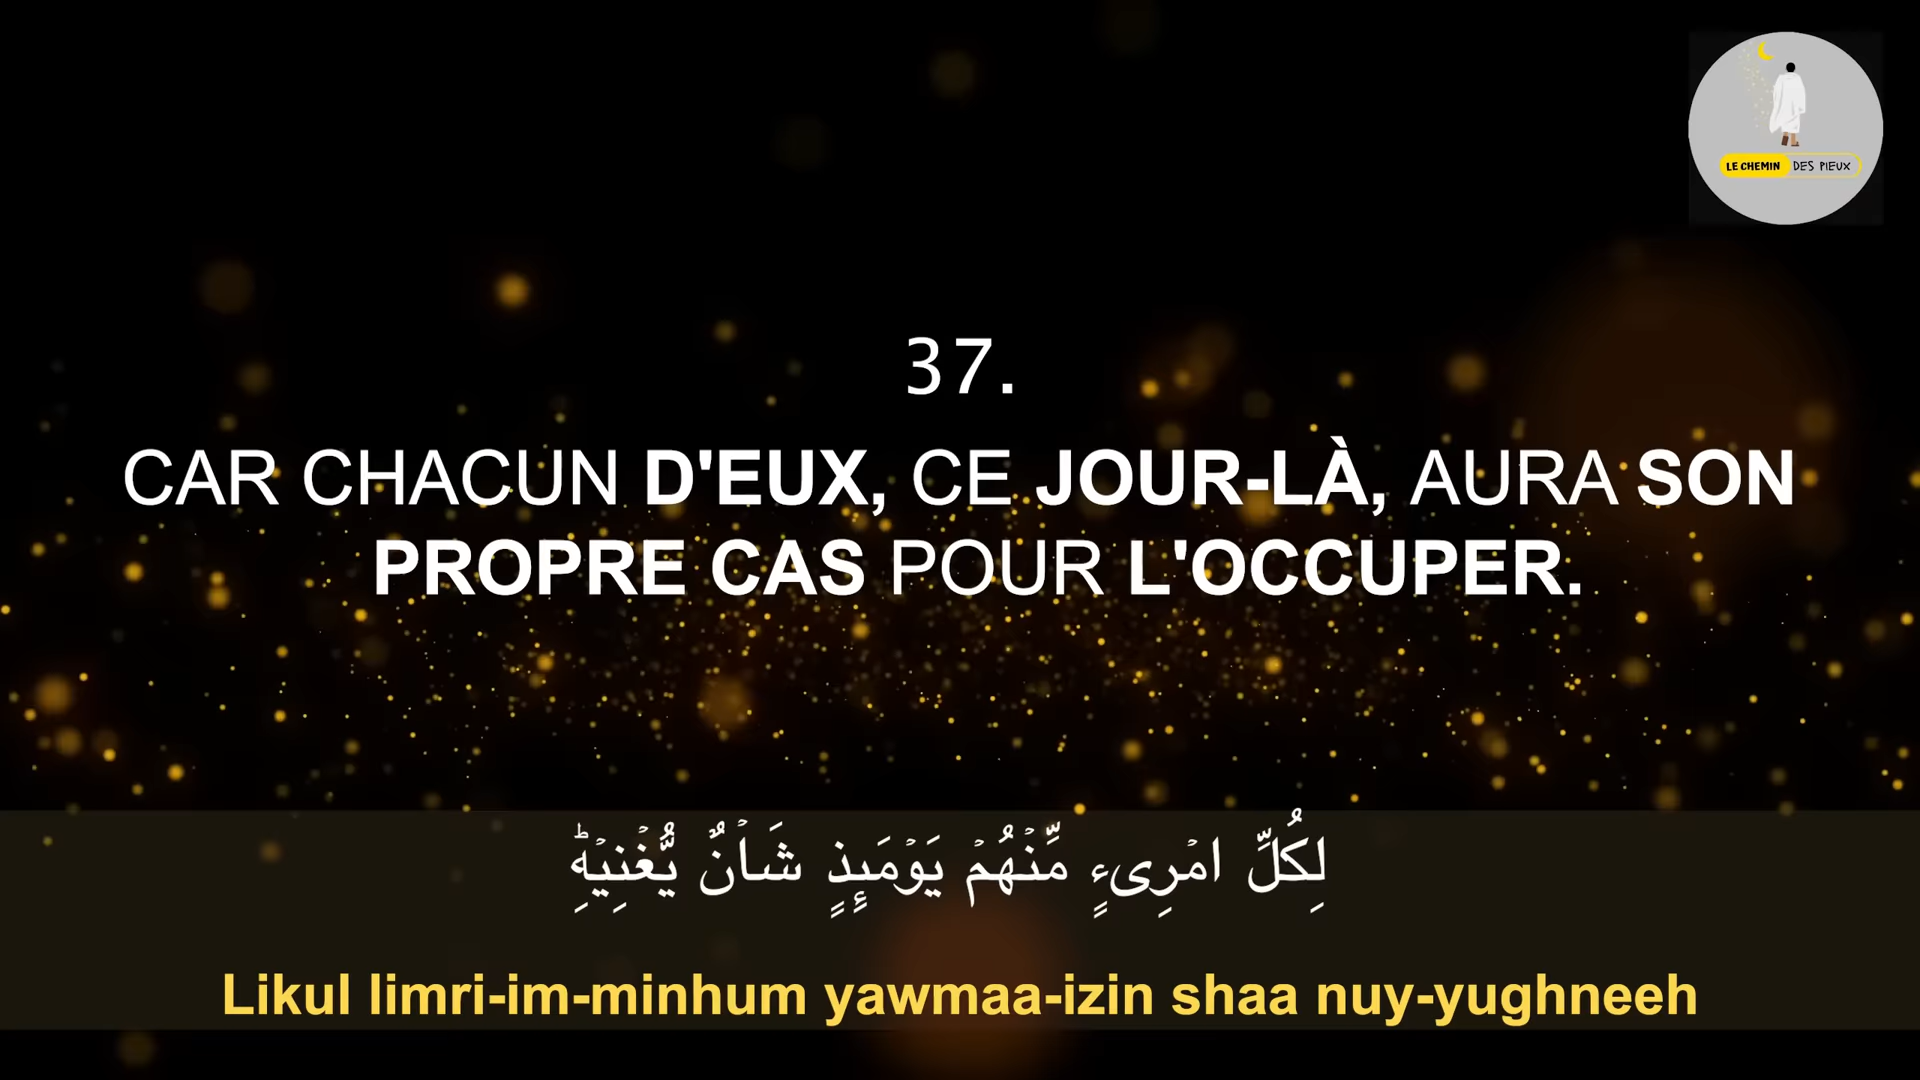 LE CHEMIN DES PIEUX
37.
CAR CHACUN D'EUX, CE JOUR-LÀ, AURA SON
PROPRE CAS POUR L'OCCUPER.
لِكُلِّ امۡرِیءٍ مِّنۡهُمۡ يَوۡمَٮِٕذٍ شَاۡنٌ يُّغۡنِيۡهِؕ
Likul limri-im-minhum yawmaa-izin shaa nuy-yughneeh